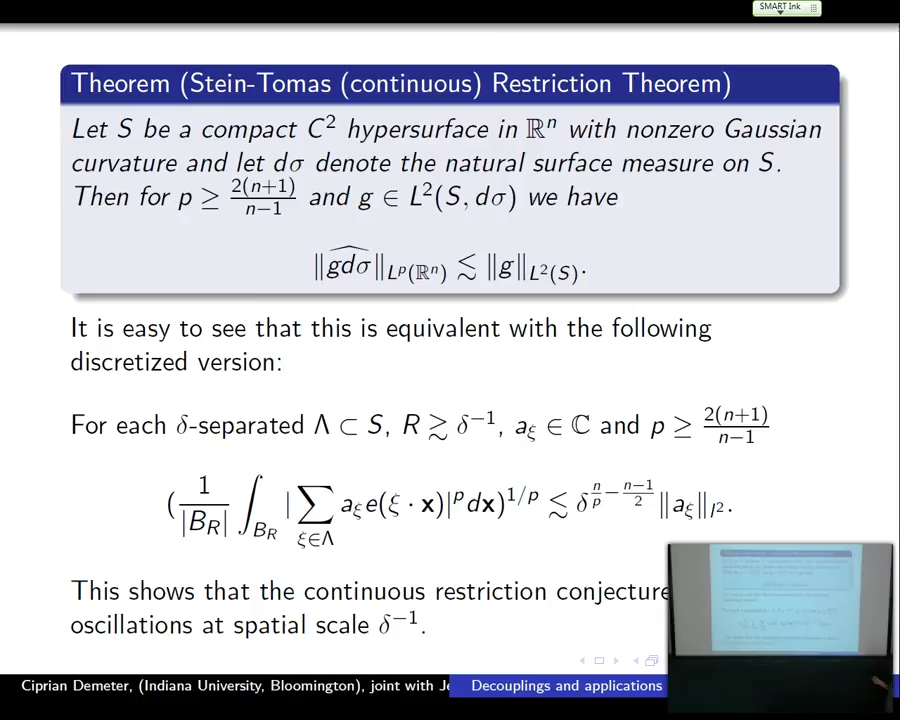 SMART Ink
Theorem (Stein-Tomas (continuous) Restriction Theorem)
Let S be a compact C² hypersurface in ℝⁿ with nonzero Gaussian
curvature and let dσ denote the natural surface measure on S.
Then for p ≥ 2(n+1)/(n−1) and g ∈ L²(S, dσ) we have
‖\widehat{gdσ}‖_{L^p(ℝⁿ)} ≲ ‖g‖_{L²(S)}.
It is easy to see that this is equivalent with the following
discretized version:
For each δ-separated Λ ⊂ S, R ≳ δ⁻¹, a_ξ ∈ ℂ and p ≥ 2(n+1)/(n−1)
(1/|B_R| ∫_{B_R} |∑_{ξ∈Λ} a_ξ e(ξ · x)|^p dx)^{1/p} ≲ δ^{n/p − (n−1)/2} ‖a_ξ‖_{l²}.
This shows that the continuous restriction conjecture
oscillations at spatial scale δ⁻¹.
Ciprian Demeter, (Indiana University, Bloomington), joint with Je
Decouplings and applications